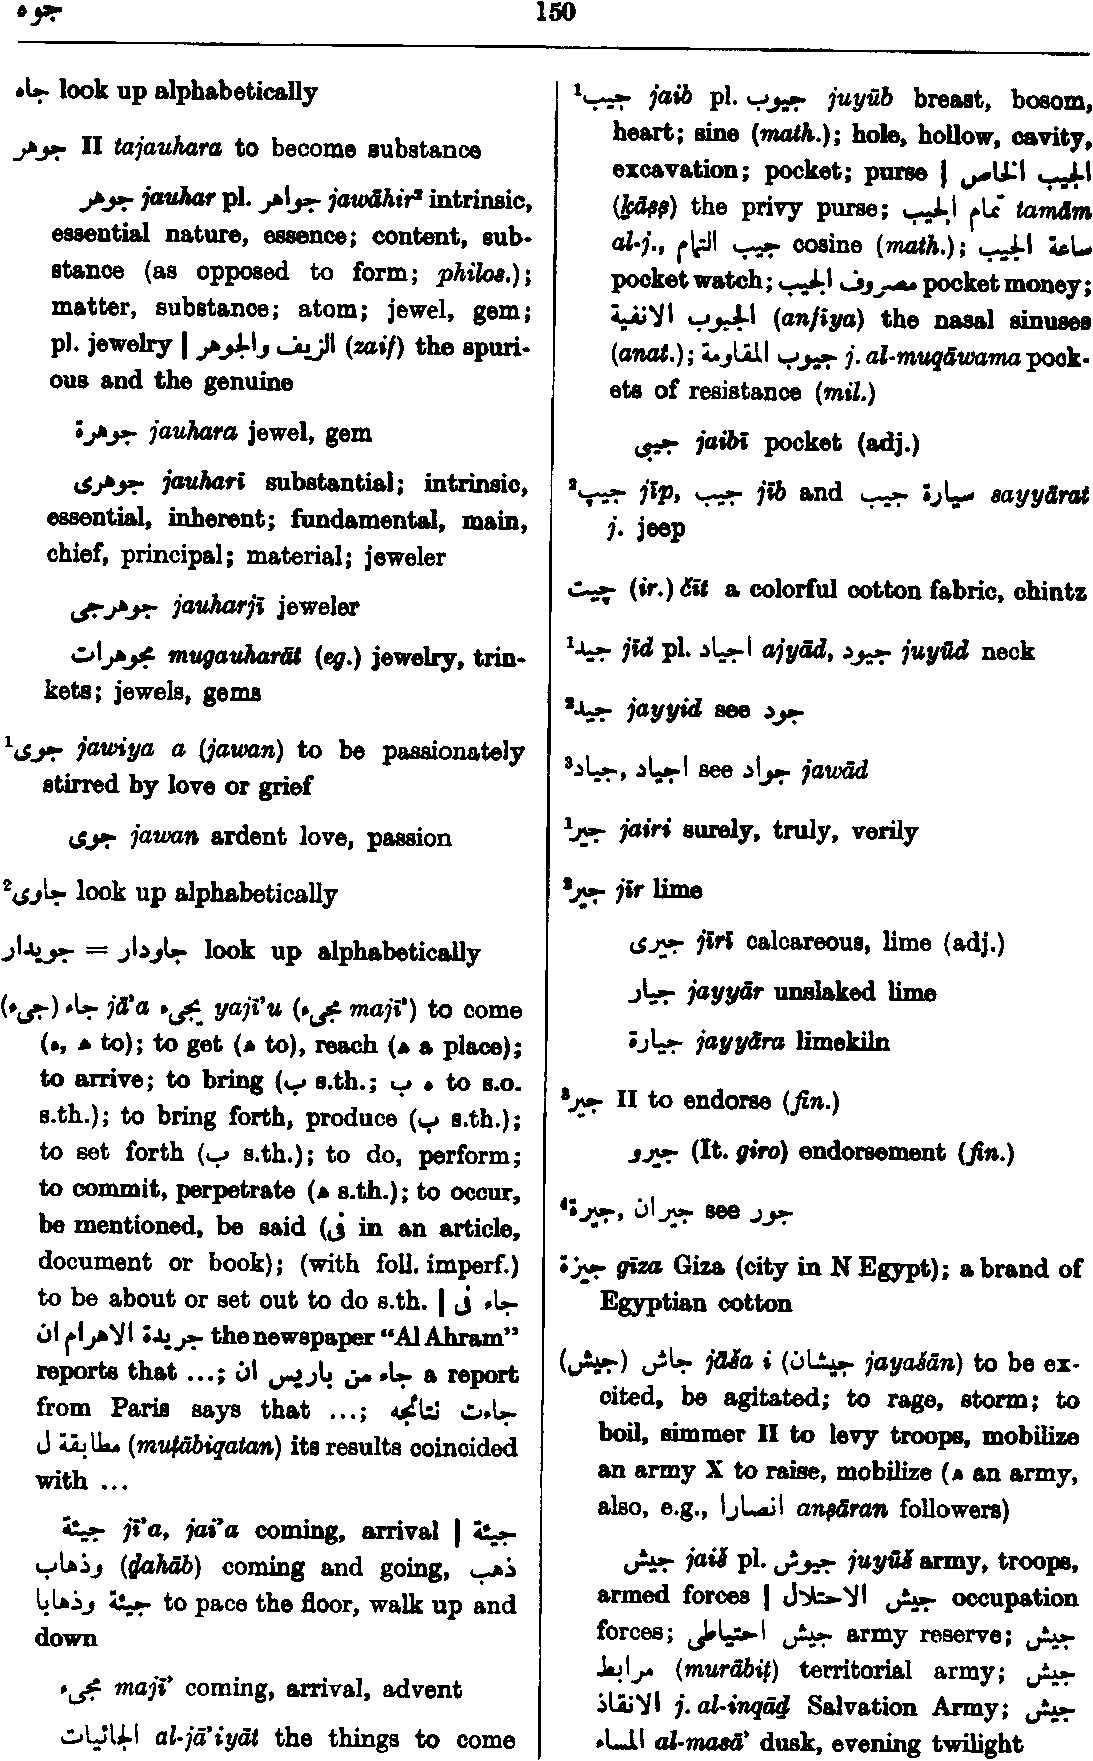 جوه
150
جاه look up alphabetically
جوهر II tajauhara to become substance
جوهر jauhar pl. جواهر jawāhir² intrinsic,
essential nature, essence; content, sub-
stance (as opposed to form; philos.);
matter, substance; atom; jewel, gem;
pl. jewelry | الزيف والجوهر (zaif) the spuri-
ous and the genuine
جوهرة jauhara jewel, gem
جوهرى jauharī substantial; intrinsic,
essential, inherent; fundamental, main,
chief, principal; material; jeweler
جوهرجى jauharjī jeweler
مجوهرات mugauharāt (eg.) jewelry, trin-
kets; jewels, gems
¹جوى jawiya a (jawan) to be passionately
stirred by love or grief
جوى jawan ardent love, passion
²جاوى look up alphabetically
جويدار = جاودار look up alphabetically
(جىء) جاء jā'a يجىء yajī'u (مجىء majī') to come
(ه, ه to); to get (ه to), reach (ه a place);
to arrive; to bring (ب s.th.; ب ه to s.o.
s.th.); to bring forth, produce (ب s.th.);
to set forth (ب s.th.); to do, perform;
to commit, perpetrate (ه s.th.); to occur,
be mentioned, be said (فى in an article,
document or book); (with foll. imperf.)
to be about or set out to do s.th. | جاء فى
جريدة الاهرام ان the newspaper “Al Ahram”
reports that ...; جاء من باريس ان a report
from Paris says that ...; جاءت نتائجه
مطابقة ل (muṭābiqatan) its results coincided
with ...
جيئة jī'a, jai'a coming, arrival | جيئة
وذهاب (ḏahāb) coming and going, ذهب
جيئة وذهابا to pace the floor, walk up and
down
مجىء majī' coming, arrival, advent
الجائيات al-jā'iyāt the things to come
¹جيب jaib pl. جيوب juyūb breast, bosom,
heart; sine (math.); hole, hollow, cavity,
excavation; pocket; purse | الجيب الخاص
(ḵāṣṣ) the privy purse; تمام الجيب tamām
al-j., جيب التمام cosine (math.); ساعة الجيب
pocket watch; مصروف الجيب pocket money;
الجيوب الانفية (anfīya) the nasal sinuses
(anat.); جيوب المقاومة j. al-muqāwama pock-
ets of resistance (mil.)
جيبى jaibī pocket (adj.)
²جيپ jīp, جيب jīb and سيارة جيب sayyārat
j. jeep
چيت (ir.) čīt a colorful cotton fabric, chintz
¹جيد jīd pl. اجياد ajyād, جيود juyūd neck
²جيد jayyid see جود
³جياد, اجياد see جواد jawād
¹جير jairi surely, truly, verily
²جير jīr lime
جيرى jīrī calcareous, lime (adj.)
جيار jayyār unslaked lime
جيارة jayyāra limekiln
³جير II to endorse (fin.)
جيرو (It. giro) endorsement (fin.)
⁴جيرة, جيران see جور
جيزة gīza Giza (city in N Egypt); a brand of
Egyptian cotton
(جيش) جاش jāša i (جيشان jayašān) to be ex-
cited, be agitated; to rage, storm; to
boil, simmer II to levy troops, mobilize
an army X to raise, mobilize (ه an army,
also, e.g., انصارا anṣāran followers)
جيش jaiš pl. جيوش juyūš army, troops,
armed forces | جيش الاحتلال occupation
forces; جيش احتياطى army reserve; جيش
مرابط (murābiṭ) territorial army; جيش
الانقاذ j. al-inqāḏ Salvation Army; جيش
المساء al-masā' dusk, evening twilight